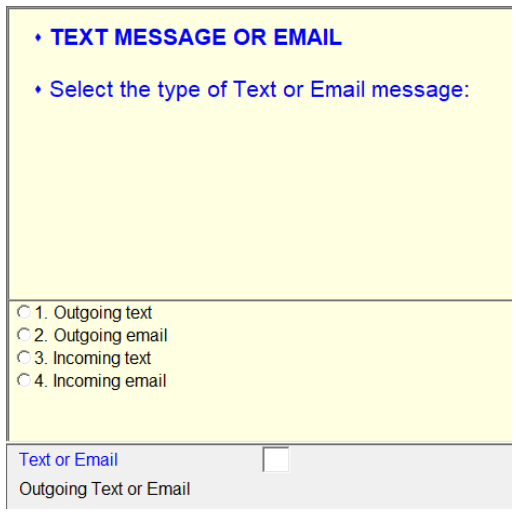 ♦ TEXT MESSAGE OR EMAIL
♦ Select the type of Text or Email message:
1. Outgoing text
2. Outgoing email
3. Incoming text
4. Incoming email
Text or Email
Outgoing Text or Email